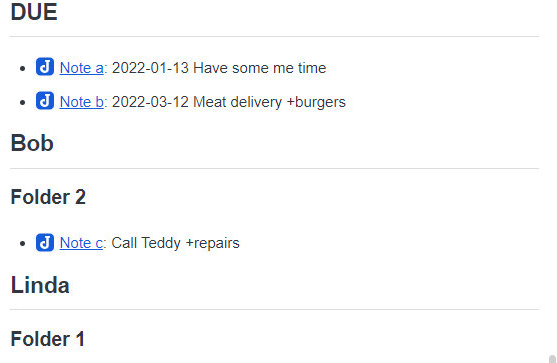 DUE
Note a: 2022-01-13 Have some me time
Note b: 2022-03-12 Meat delivery +burgers
Bob
Folder 2
Note c: Call Teddy +repairs
Linda
Folder 1